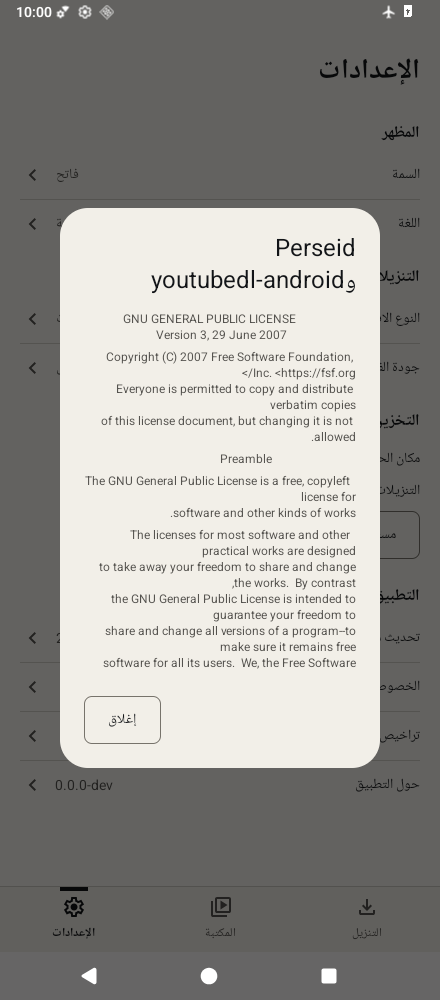 10:00
الإعدادات
المظهر
السمة
فاتح
اللغة
Perseid
وyoutubedl-android
GNU GENERAL PUBLIC LICENSE
Version 3, 29 June 2007
Copyright (C) 2007 Free Software Foundation,
Inc. <https://fsf.org/>
Everyone is permitted to copy and distribute
verbatim copies
of this license document, but changing it is not
allowed.
Preamble
The GNU General Public License is a free, copyleft
license for
software and other kinds of works.
The licenses for most software and other
practical works are designed
to take away your freedom to share and change
the works.  By contrast,
the GNU General Public License is intended to
guarantee your freedom to
share and change all versions of a program--to
make sure it remains free
software for all its users.  We, the Free Software
إغلاق
النوع
جودة
مكان
تحديث
حول التطبيق
0.0.0-dev
التنزيل
المكتبة
الإعدادات